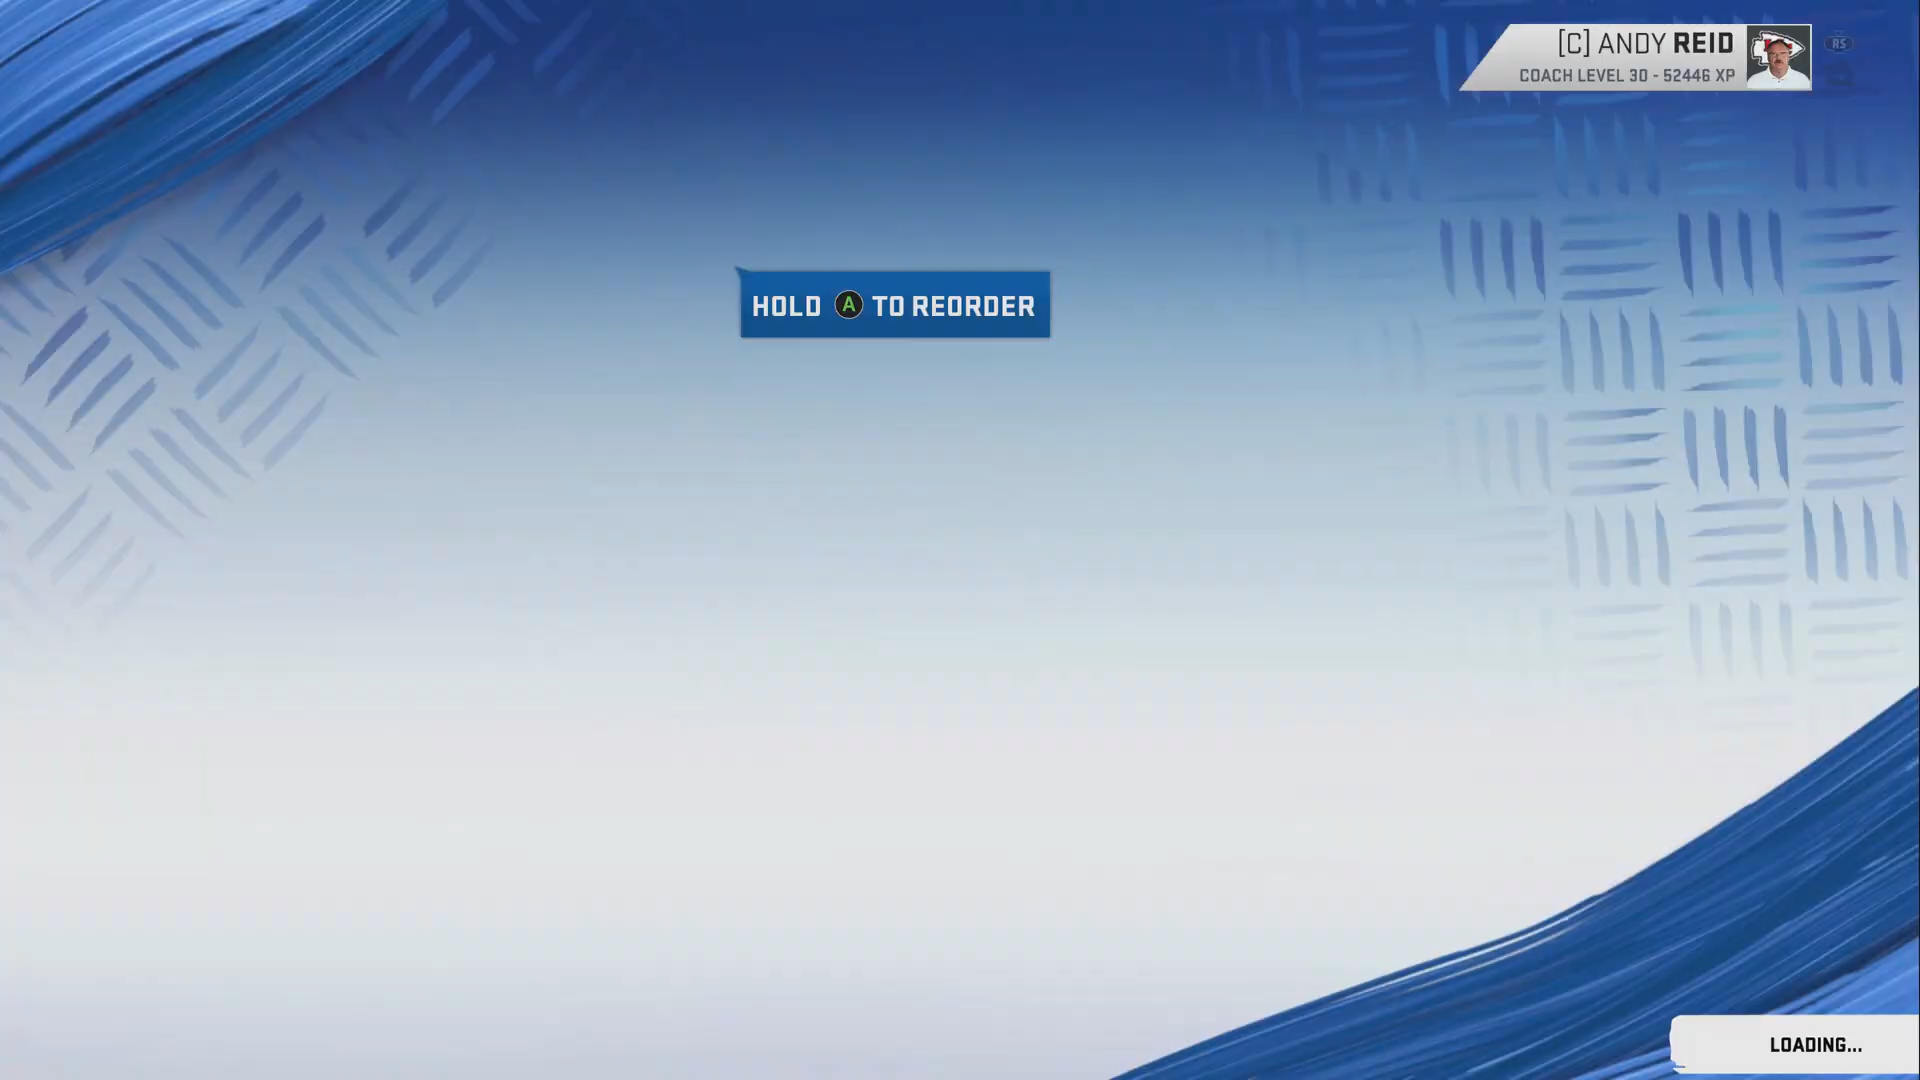 [C] ANDY REID
COACH LEVEL 30 - 52446 XP
RS
HOLD A TO REORDER
LOADING...